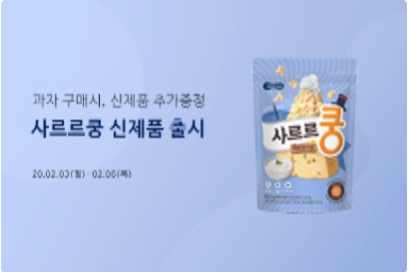 과자 구매시, 신제품 추가증정
사르르쿵 신제품 출시
20.02.03(월)~02.06(목)
사르르
쿵